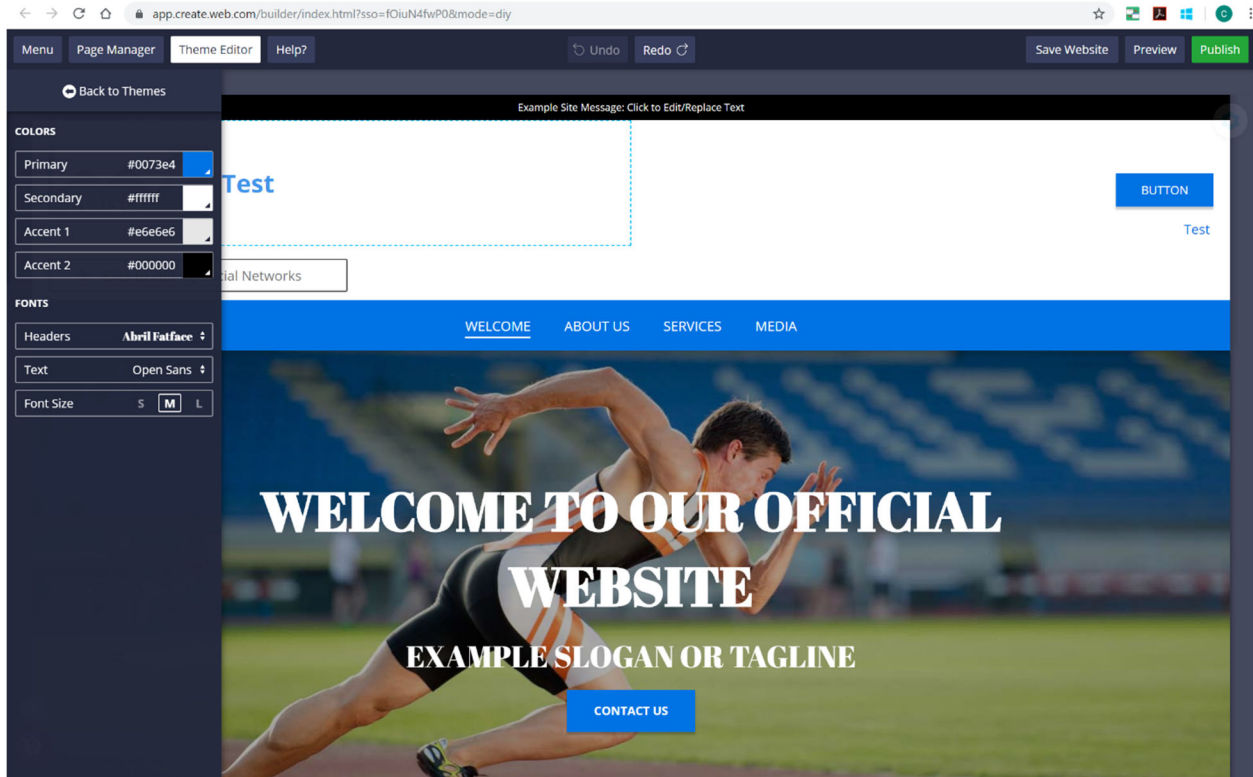 app.create.web.com/builder/index.html?sso=fOiuN4fwP0&mode=diy
C
Menu Page Manager Theme Editor Help? Undo Redo Save Website Preview Publish
Back to Themes
Example Site Message: Click to Edit/Replace Text
COLORS
Primary #0073e4
Secondary #ffffff
Accent 1 #e6e6e6
Accent 2 #000000
Test
BUTTON
Test
ial Networks
FONTS
Headers Abril Fatface
Text Open Sans
Font Size S M L
WELCOME ABOUT US SERVICES MEDIA
WELCOME TO OUR OFFICIAL
WEBSITE
EXAMPLE SLOGAN OR TAGLINE
CONTACT US